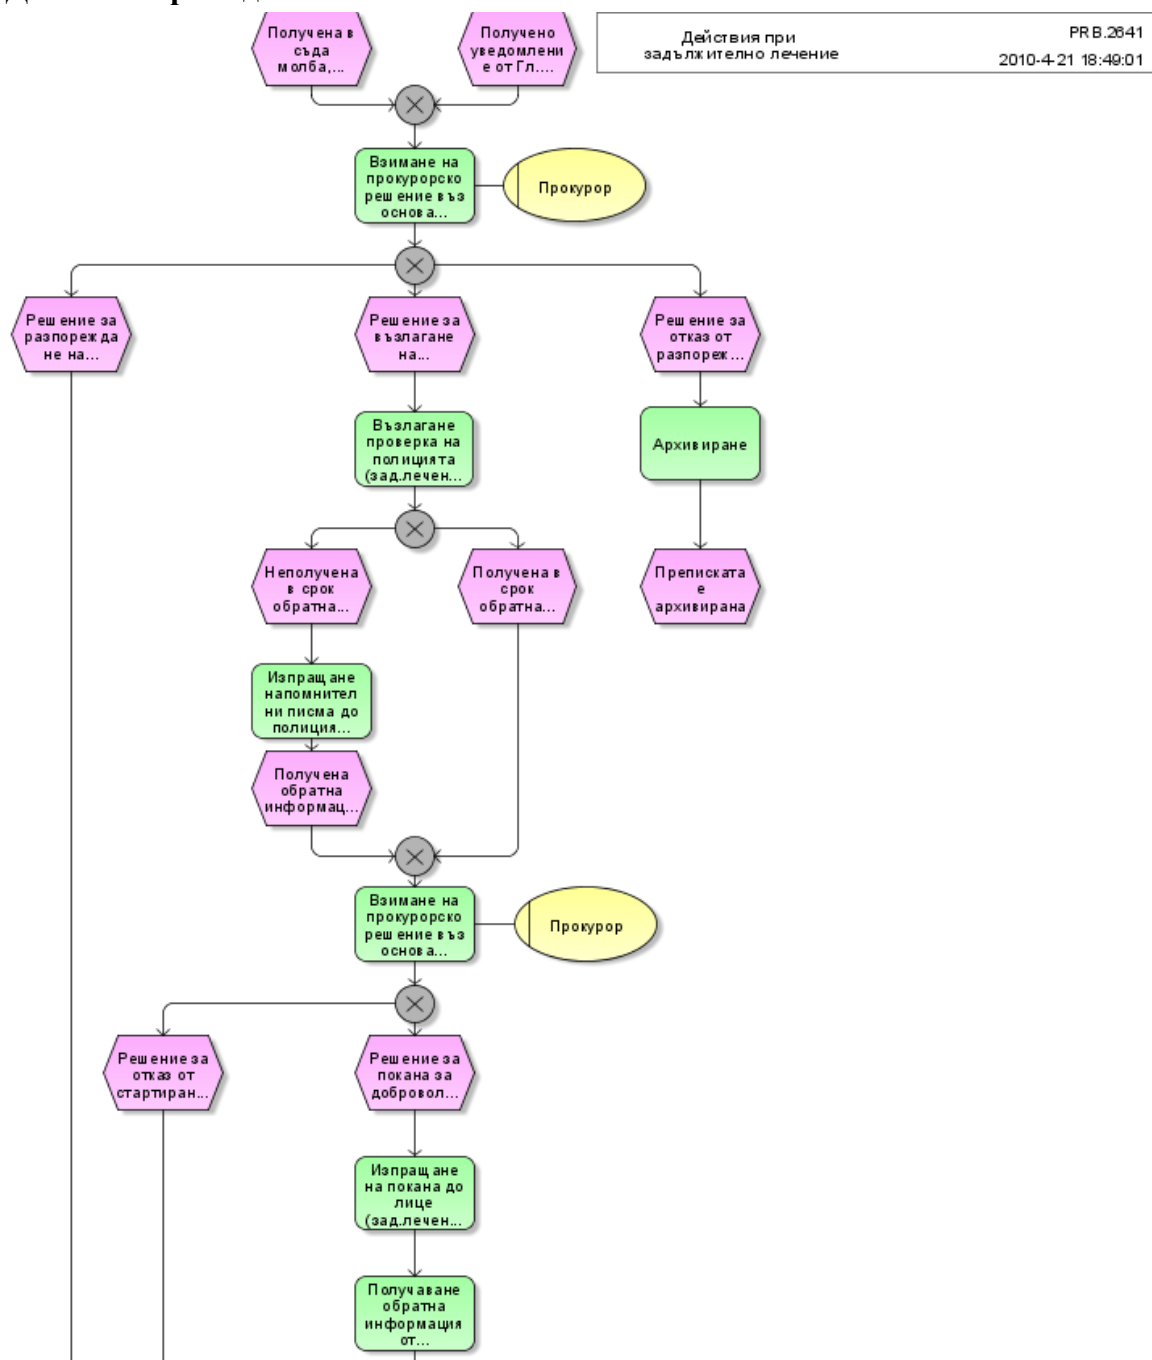 Получена в
съда
молба,...
Получено
уведомлени
е от Гл....
Действия при
задължително лечение
PRB.2641
2010-4-21 18:49:01
Взимане на
прокурорско
решение въз
основа...
Прокурор
Решение за
разпорежда
не на...
Решение за
възлагане
на...
Решение за
отказ от
разпореж...
Възлагане
проверка на
полицията
(зад.лечен...
Архивиране
Неполучена
в срок
обратна...
Получена в
срок
обратна...
Преписката
е
архивирана
Изпращане
напомнител
ни писма до
полиция...
Получена
обратна
информац...
Взимане на
прокурорско
решение въз
основа...
Прокурор
Решение за
отказ от
стартиран...
Решение за
покана за
добровол...
Изпращане
на покана до
лице
(зад.лечен...
Получаване
обратна
информация
от...